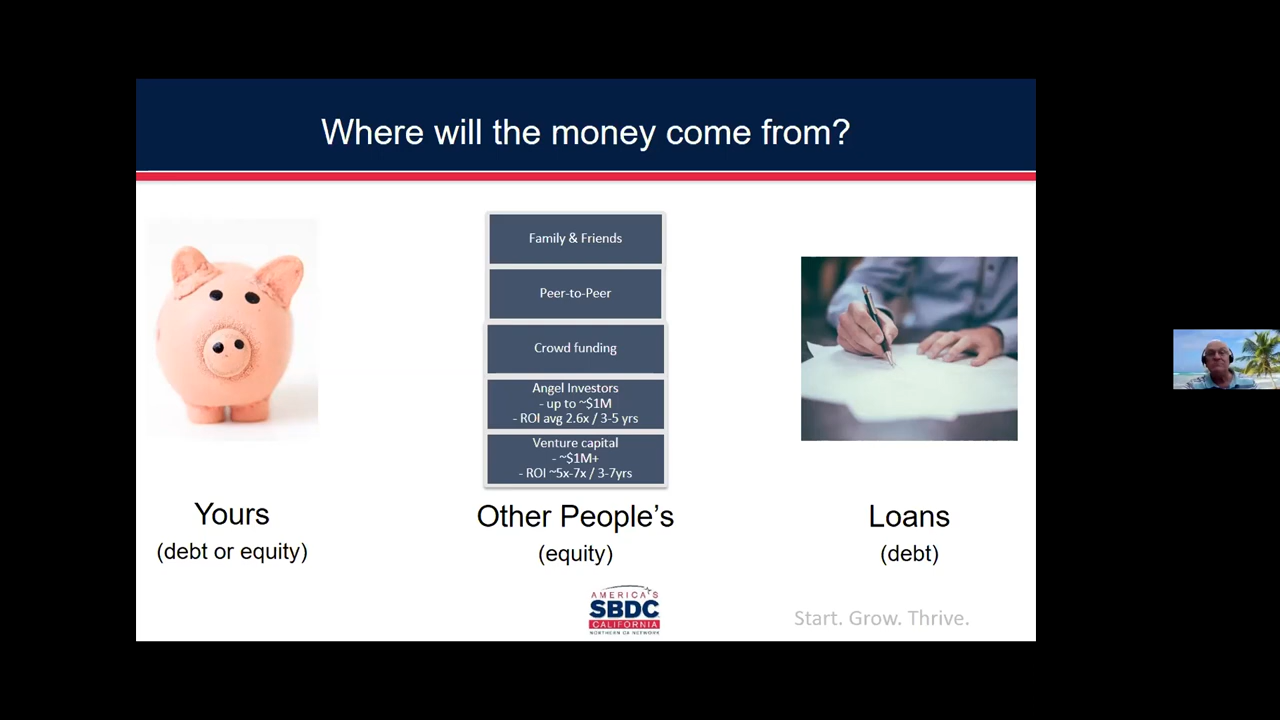 Where will the money come from?
Family & Friends
Peer-to-Peer
Crowd funding
Angel Investors
- up to ~$1M
- ROI avg 2.6x / 3-5 yrs
Venture capital
- ~$1M+
- ROI ~5x-7x / 3-7yrs
Yours
(debt or equity)
Other People's
(equity)
Loans
(debt)
AMERICA'S
SBDC
CALIFORNIA
NORTHERN CA NETWORK
Start. Grow. Thrive.